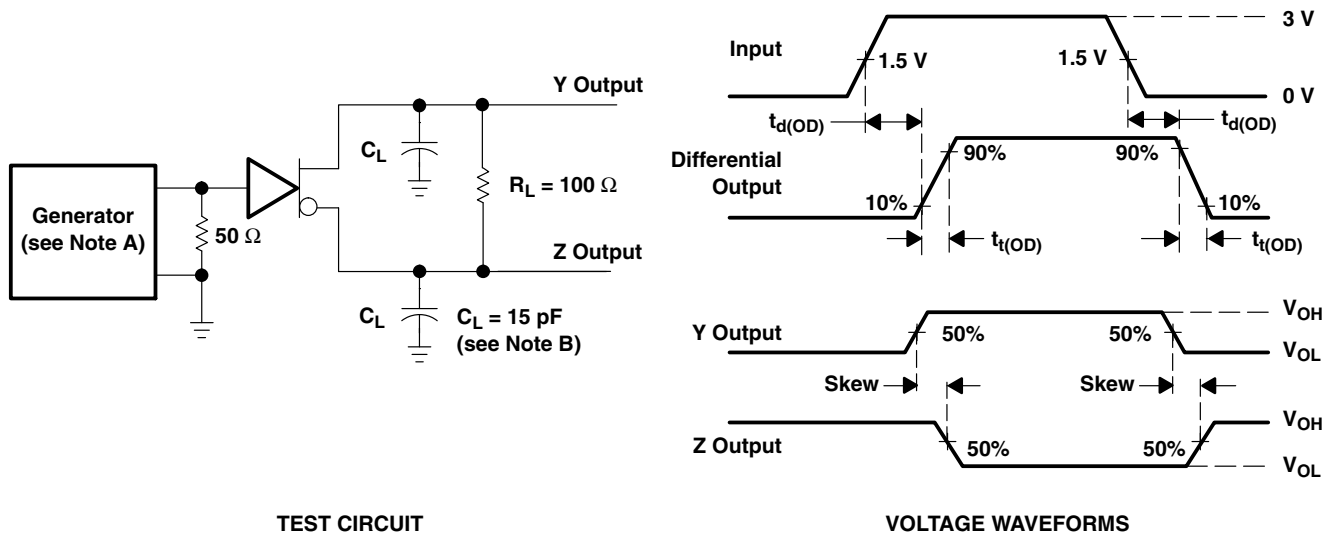 Y Output
C_L
R_L = 100 Ω
Generator
(see Note A)
50 Ω
Z Output
C_L
C_L = 15 pF
(see Note B)
TEST CIRCUIT
Input
3 V
1.5 V
1.5 V
0 V
t_d(OD)
t_d(OD)
Differential
Output
90%
90%
10%
10%
t_t(OD)
t_t(OD)
Y Output
V_OH
50%
50%
V_OL
Skew
Skew
Z Output
V_OH
50%
50%
V_OL
VOLTAGE WAVEFORMS